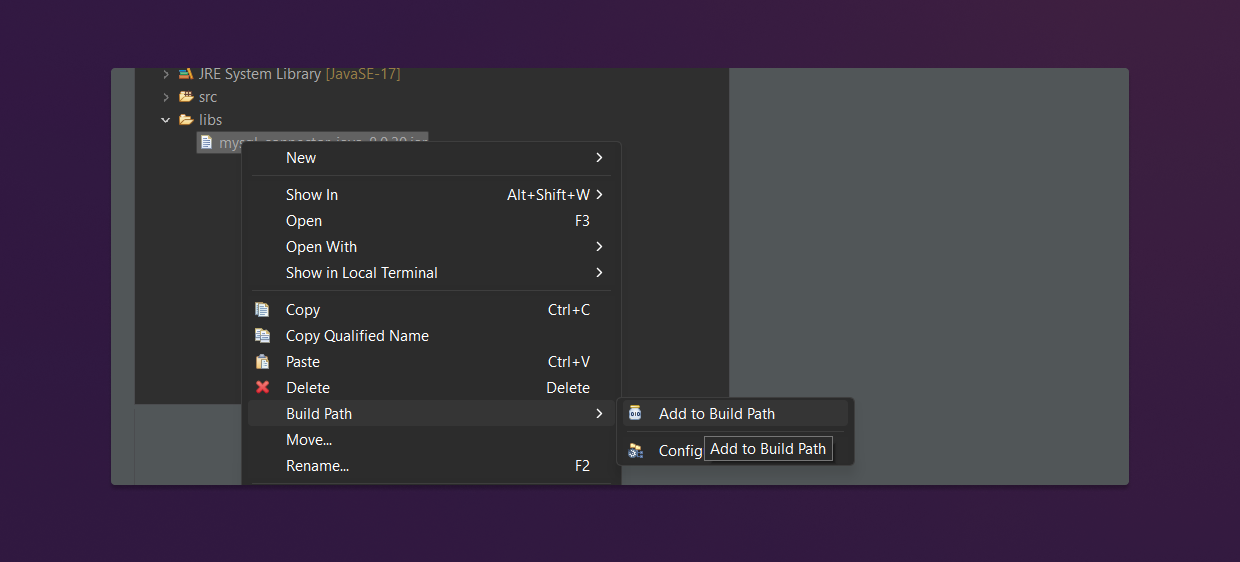 JRE System Library [JavaSE-17]
src
libs
New
Show In Alt+Shift+W
Open F3
Open With
Show in Local Terminal
Copy Ctrl+C
Copy Qualified Name
Paste Ctrl+V
Delete Delete
Build Path
Add to Build Path
Move...
Config
Add to Build Path
Rename... F2